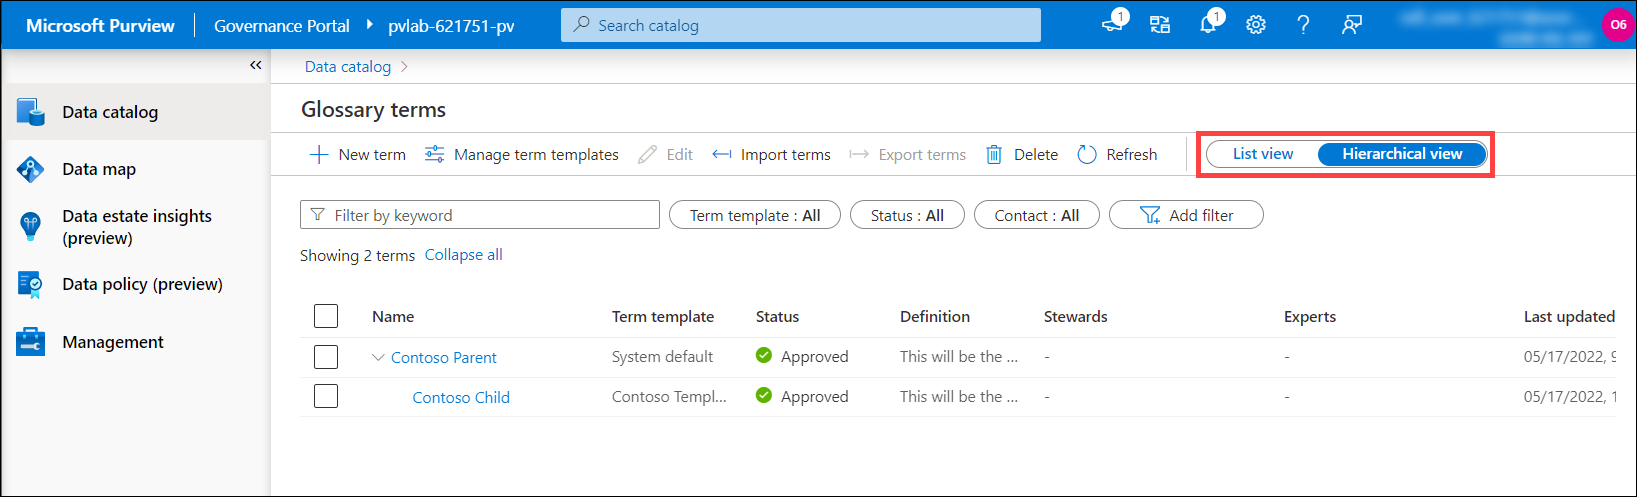 Microsoft Purview Governance Portal pvlab-621751-pv Search catalog 1 1 O6
« Data catalog
Data catalog
Data map
Data estate insights
(preview)
Data policy (preview)
Management
Glossary terms
New term Manage term templates Edit Import terms Export terms Delete Refresh List view Hierarchical view
Filter by keyword Term template : All Status : All Contact : All Add filter
Showing 2 terms Collapse all
Name Term template Status Definition Stewards Experts Last updated
Contoso Parent System default Approved This will be the ... - - 05/17/2022, 9
Contoso Child Contoso Templ... Approved This will be the ... - - 05/17/2022, 1